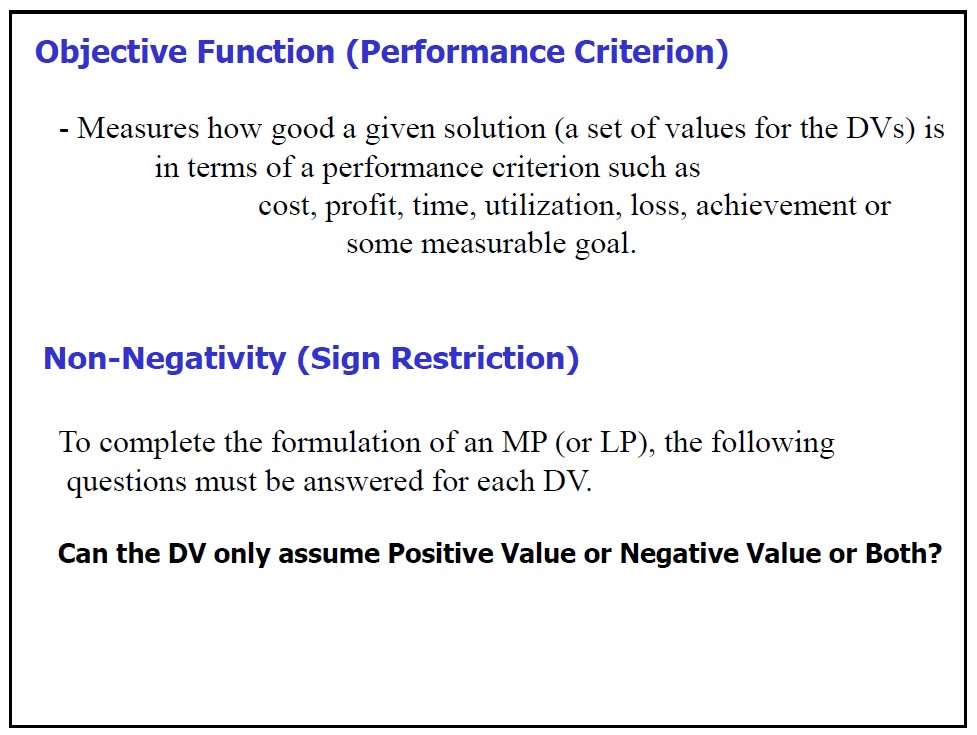 Objective Function (Performance Criterion)
- Measures how good a given solution (a set of values for the DVs) is
in terms of a performance criterion such as
cost, profit, time, utilization, loss, achievement or
some measurable goal.
Non-Negativity (Sign Restriction)
To complete the formulation of an MP (or LP), the following
questions must be answered for each DV.
Can the DV only assume Positive Value or Negative Value or Both?